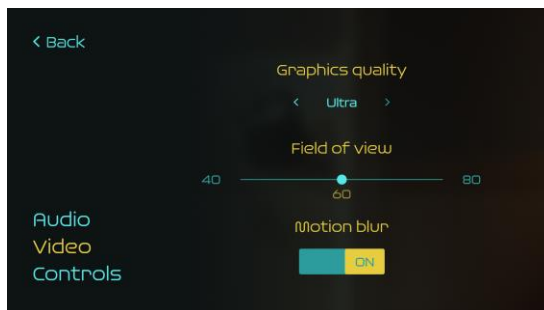 < Back
Graphics quality
< Ultra >
Field of view
40 80
60
Motion blur
ON
Audio
Video
Controls